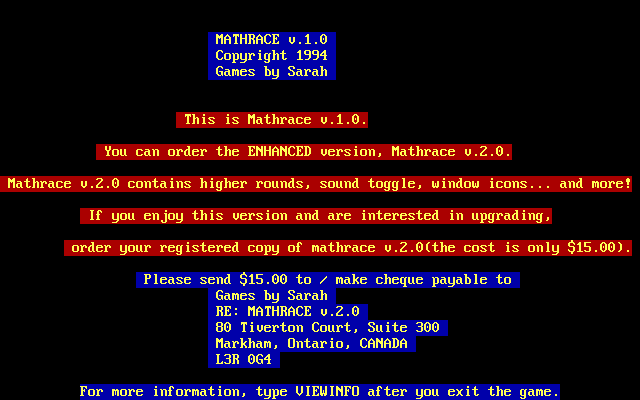 MATHRACE v.1.0
Copyright 1994
Games by Sarah
This is Mathrace v.1.0.
You can order the ENHANCED version, Mathrace v.2.0.
Mathrace v.2.0 contains higher rounds, sound toggle, window icons... and more!
If you enjoy this version and are interested in upgrading,
order your registered copy of mathrace v.2.0(the cost is only $15.00).
Please send $15.00 to / make cheque payable to
Games by Sarah
RE: MATHRACE v.2.0
80 Tiverton Court, Suite 300
Markham, Ontario, CANADA
L3R 0G4
For more information, type VIEWINFO after you exit the game.